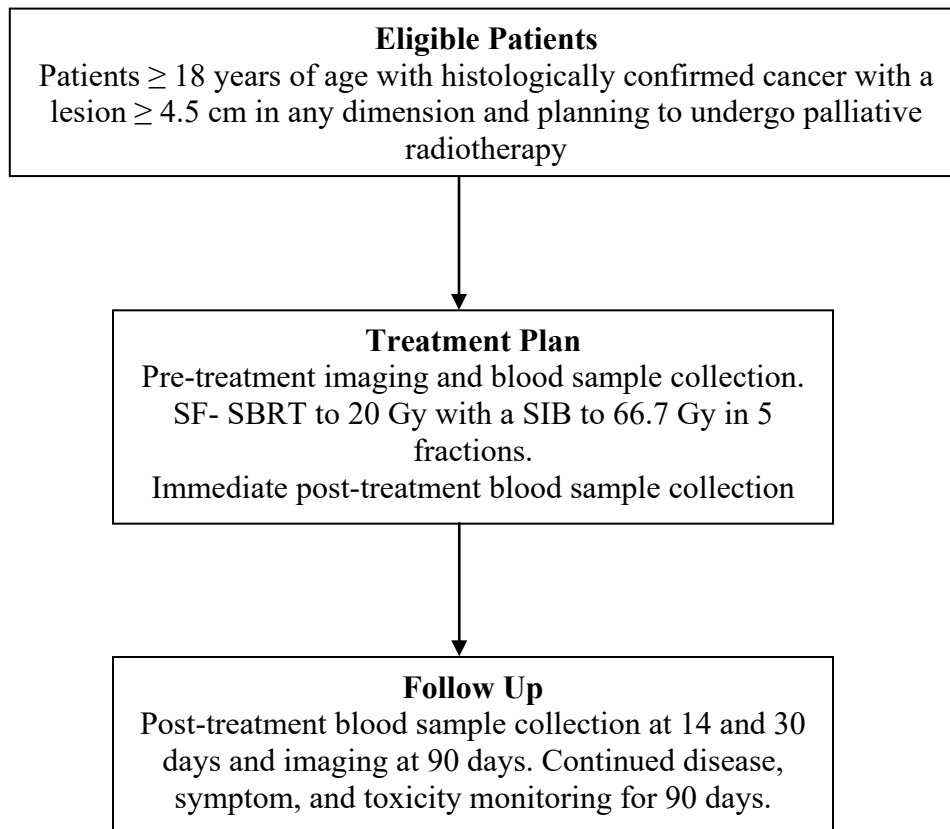 Eligible Patients
Patients ≥ 18 years of age with histologically confirmed cancer with a
lesion ≥ 4.5 cm in any dimension and planning to undergo palliative
radiotherapy
Treatment Plan
Pre-treatment imaging and blood sample collection.
SF- SBRT to 20 Gy with a SIB to 66.7 Gy in 5
fractions.
Immediate post-treatment blood sample collection
Follow Up
Post-treatment blood sample collection at 14 and 30
days and imaging at 90 days. Continued disease,
symptom, and toxicity monitoring for 90 days.